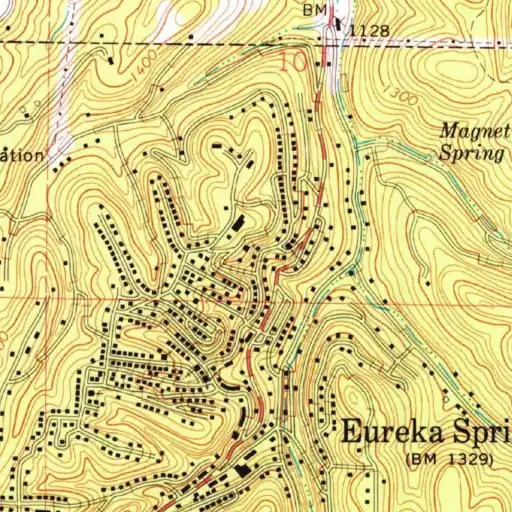 BM
1128
10
1400
1300
Magnet
Spring
ation
Eureka Spri
(BM 1329)